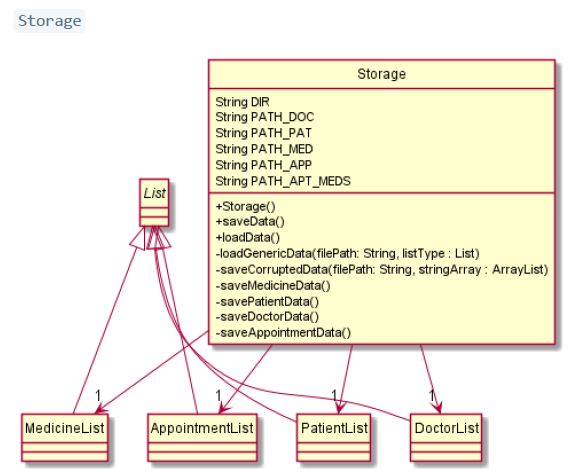 Storage
Storage
String DIR
String PATH_DOC
String PATH_PAT
String PATH_MED
String PATH_APP
String PATH_APT_MEDS
List
+Storage()
+saveData()
+loadData()
-loadGenericData(filePath: String, listType : List)
-saveCorruptedData(filePath: String, stringArray : ArrayList)
-saveMedicineData()
-savePatientData()
-saveDoctorData()
-saveAppointmentData()
1 1 1 1
MedicineList AppointmentList PatientList DoctorList